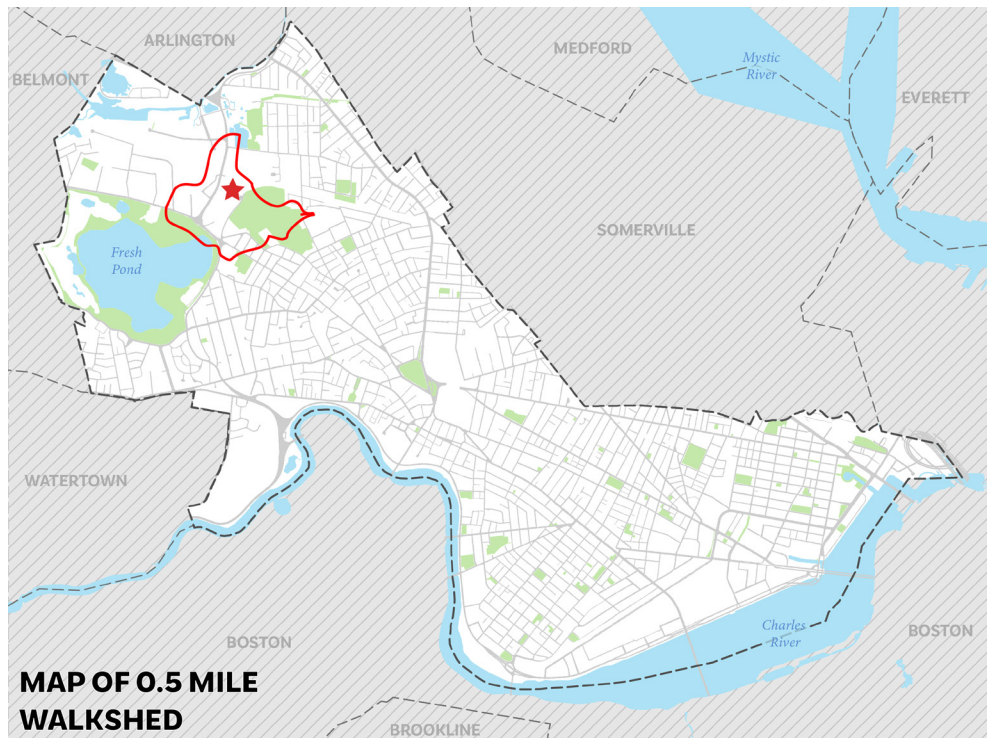 ARLINGTON
MEDFORD
BELMONT
Mystic
River
EVERETT
SOMERVILLE
Fresh
Pond
WATERTOWN
Charles
River
BOSTON
BOSTON
MAP OF 0.5 MILE
WALKSHED
BROOKLINE